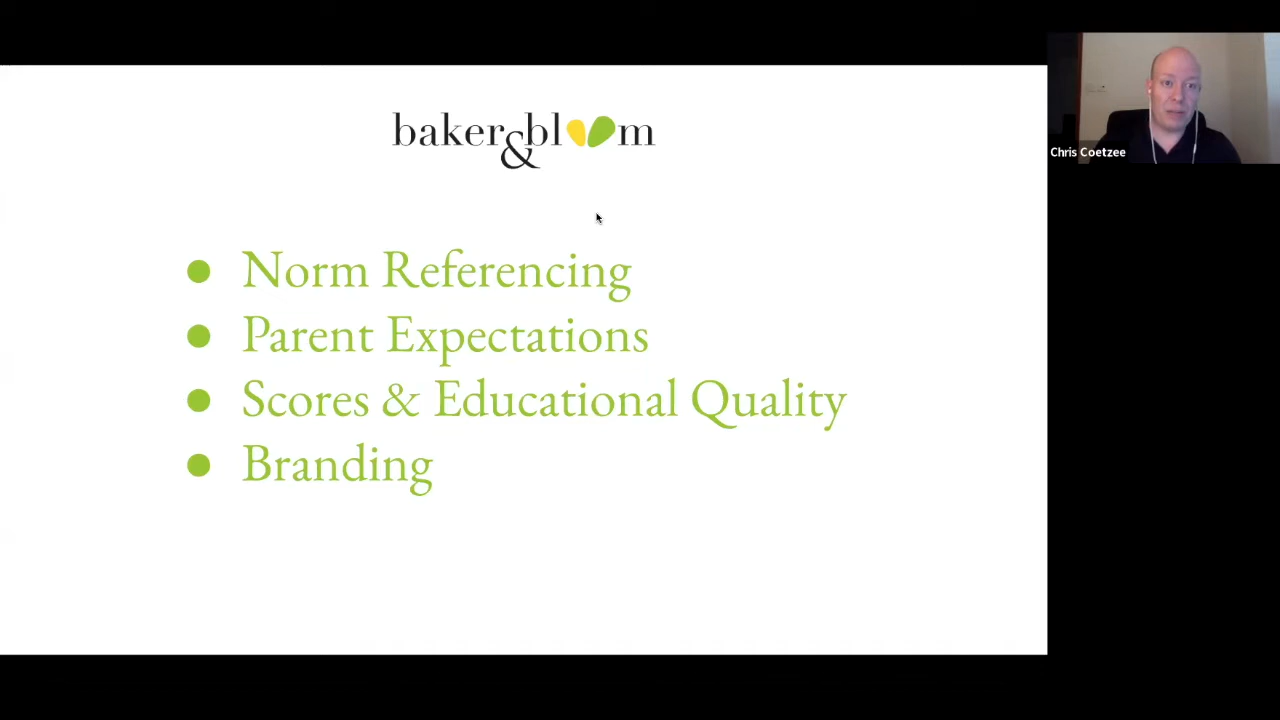 baker&bloom
● Norm Referencing
● Parent Expectations
● Scores & Educational Quality
● Branding
Chris Coetzee